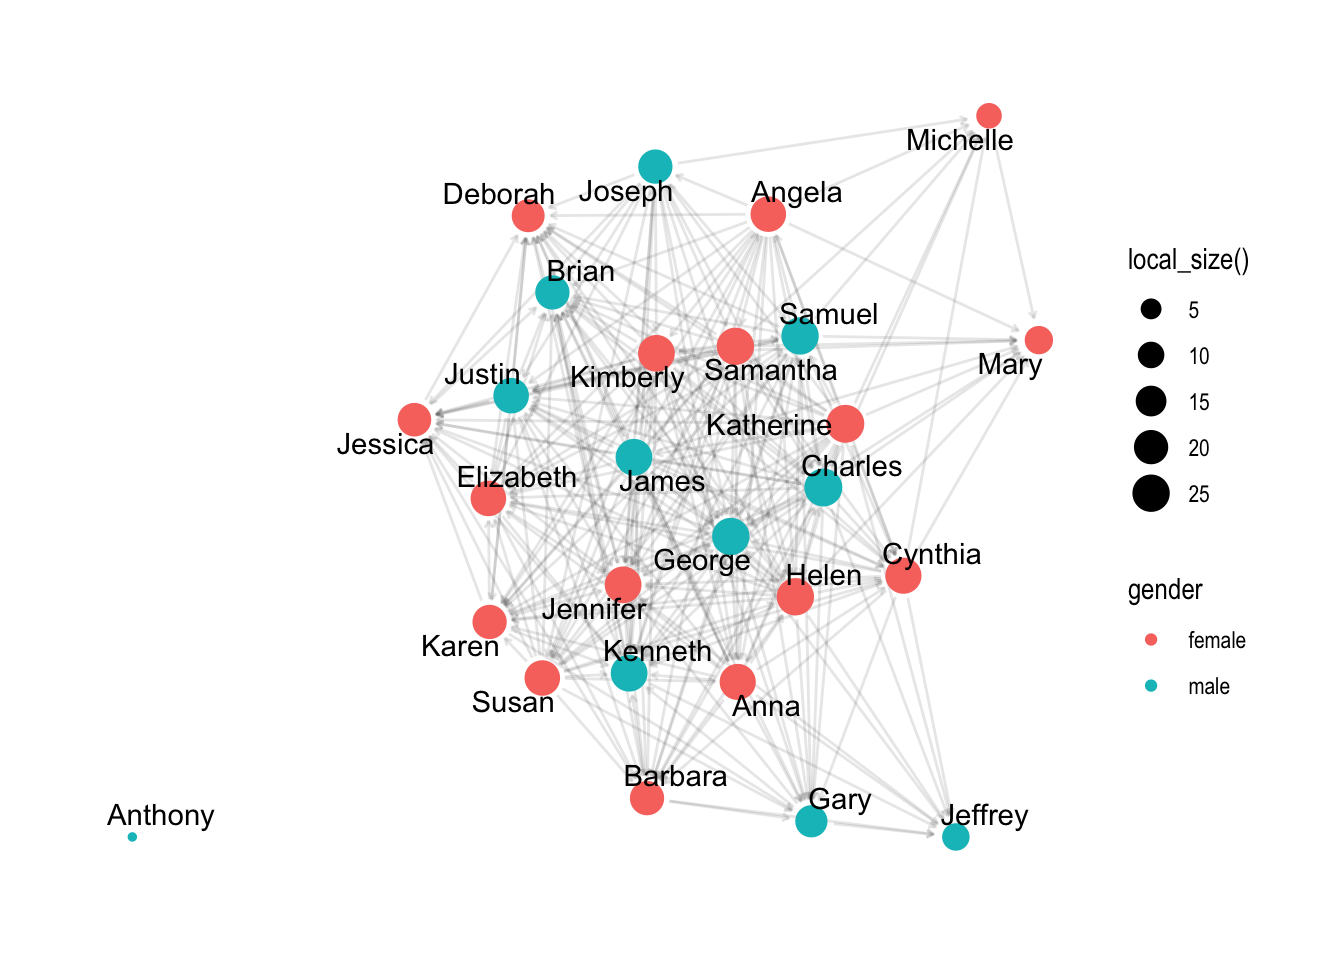 Michelle
Joseph
Angela
Deborah
Brian
Samuel
Mary
Justin
Kimberly
Samantha
Katherine
Jessica
Elizabeth
James
Charles
George
Cynthia
Helen
Jennifer
Karen
Kenneth
Susan
Anna
Barbara
Gary
Jeffrey
Anthony
local_size()
5
10
15
20
25
gender
female
male